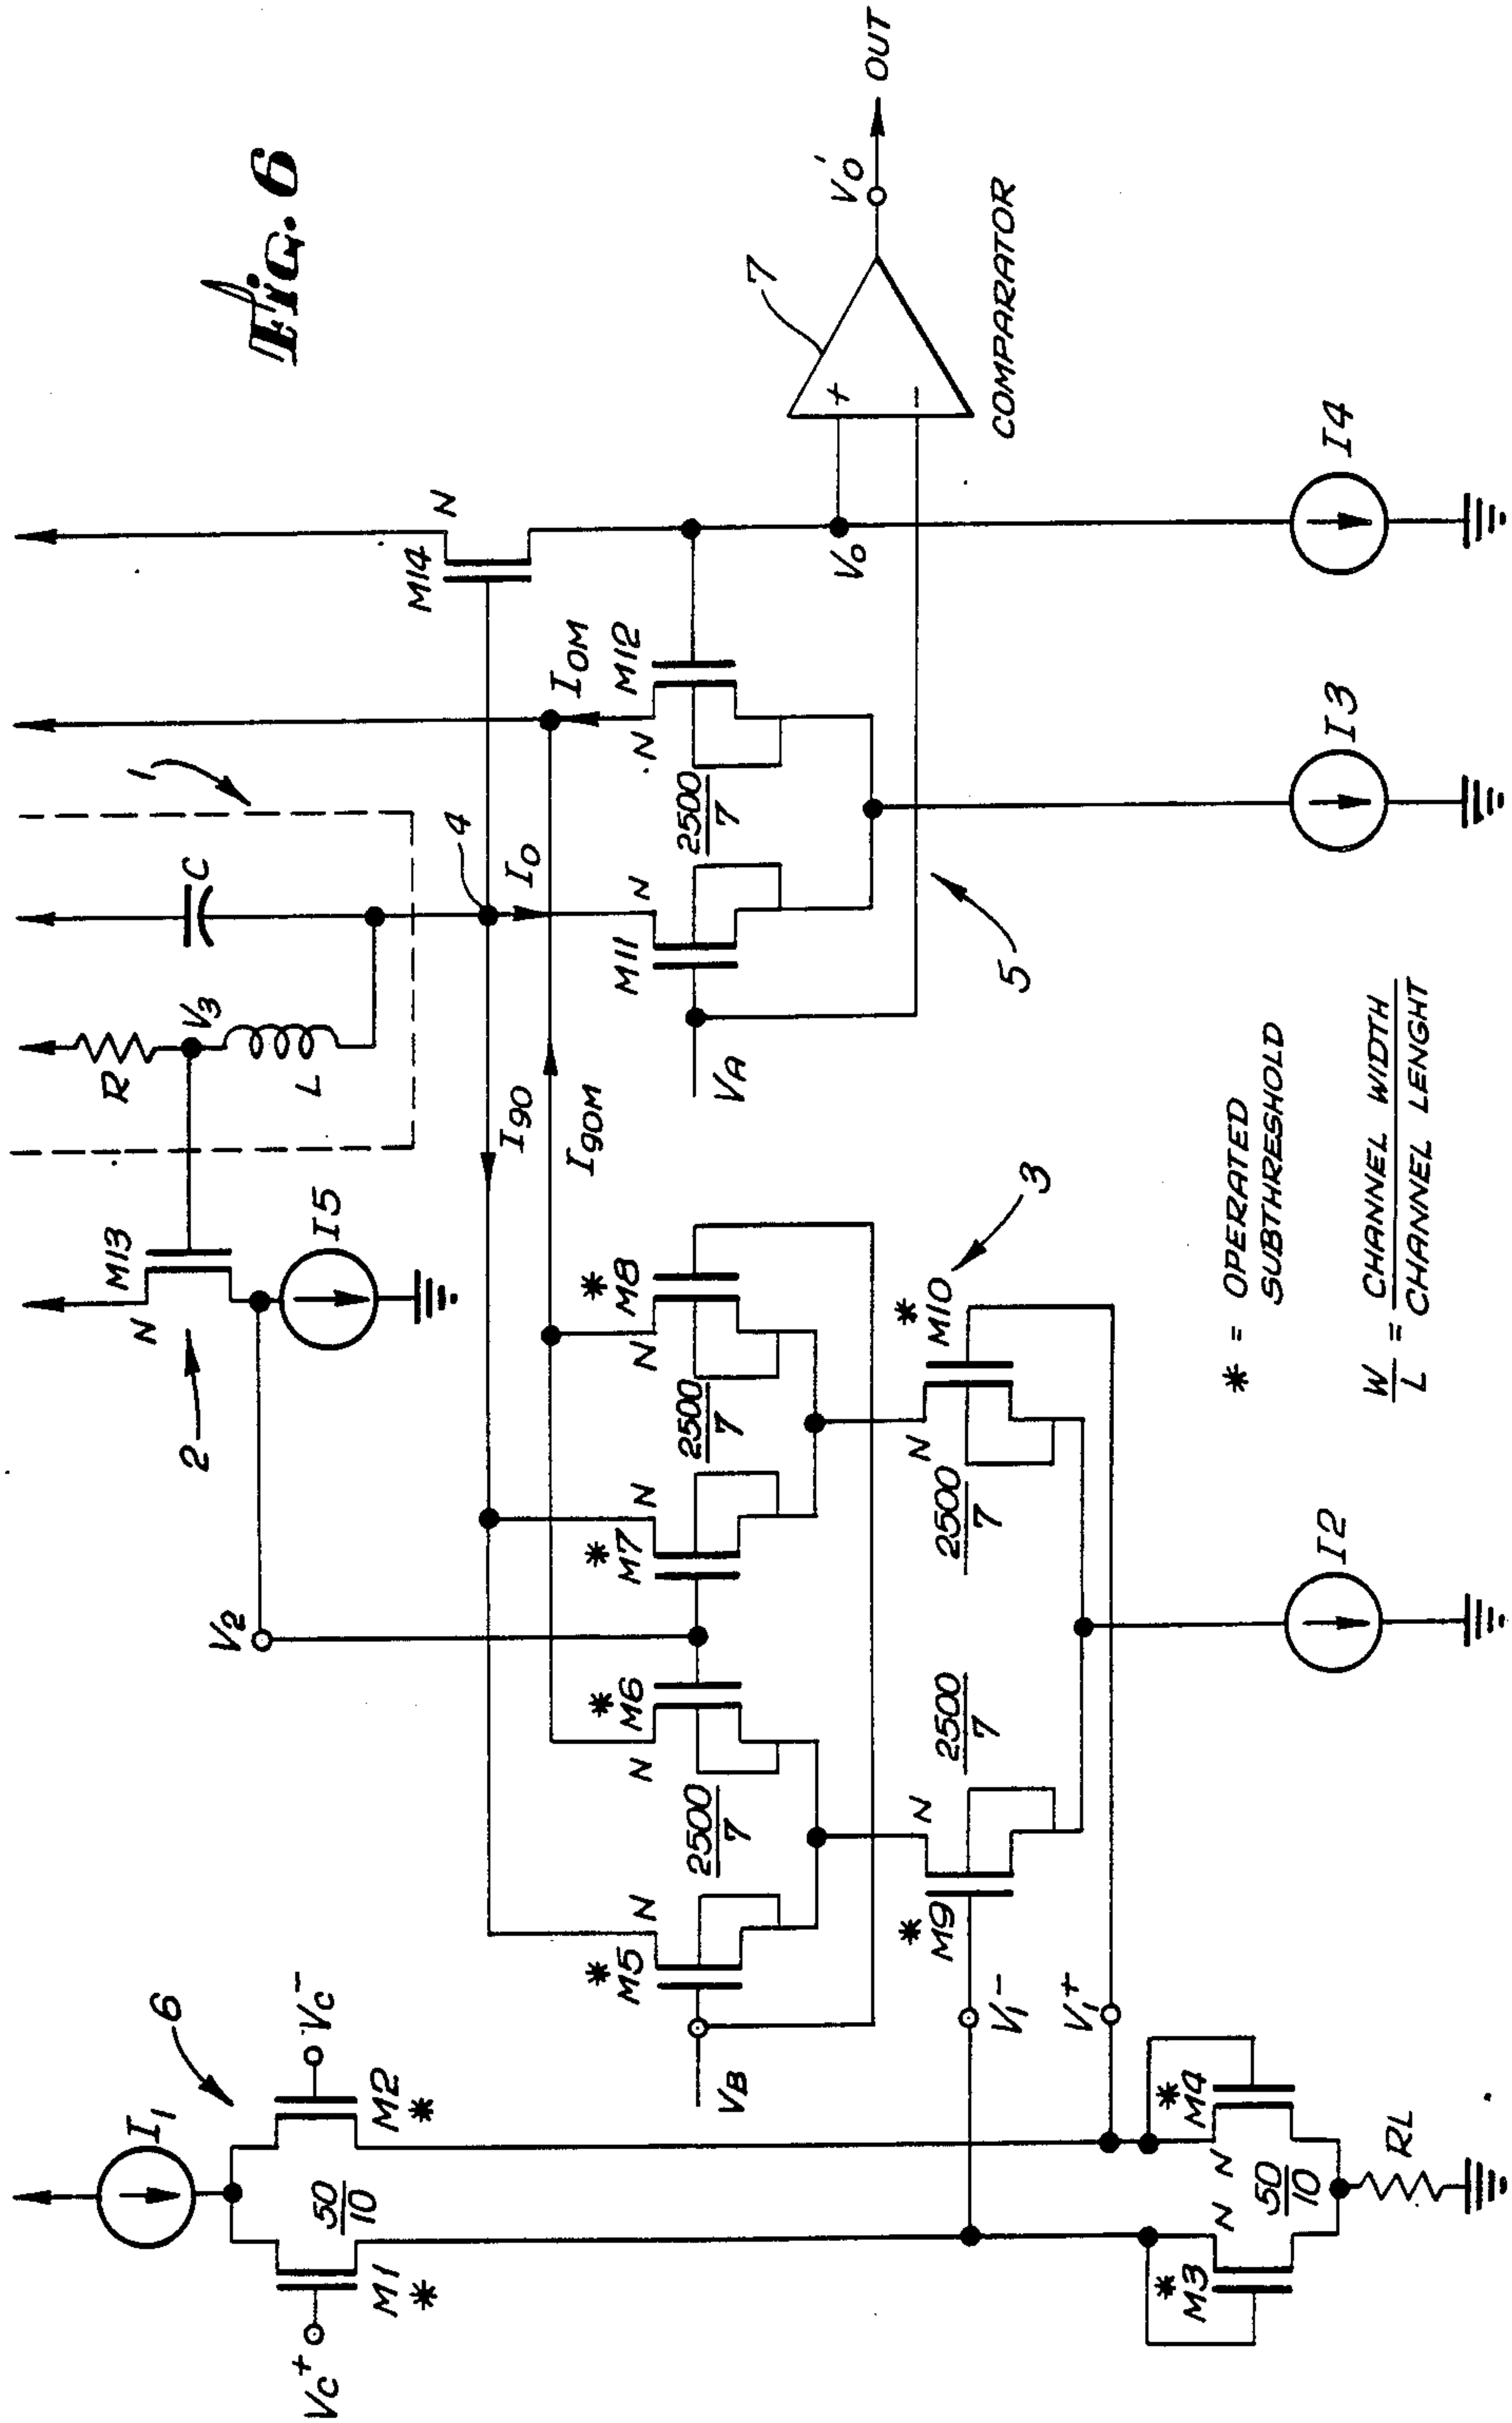 Fig. 6
I1
6
Vc+
Vc-
M1
*
M2
*
50/10
2
M13
N
I5
R
V3
L
C
1
V2
4
M14
N
I90
I0
I90M
I0M
VB
*
M5
N
2500/7
*
M6
N
*
M7
N
2500/7
*
M8
N
VA
M11
N
2500/7
M12
N
V0
5
7
+
-
V0'
OUT
COMPARATOR
V1-
V1+
*
M9
N
2500/7
2500/7
N
*
M10
3
*
M3
N
50/10
N
*
M4
RL
I2
I3
I4
* = OPERATED
SUBTHRESHOLD
W/L = CHANNEL WIDTH/CHANNEL LENGHT